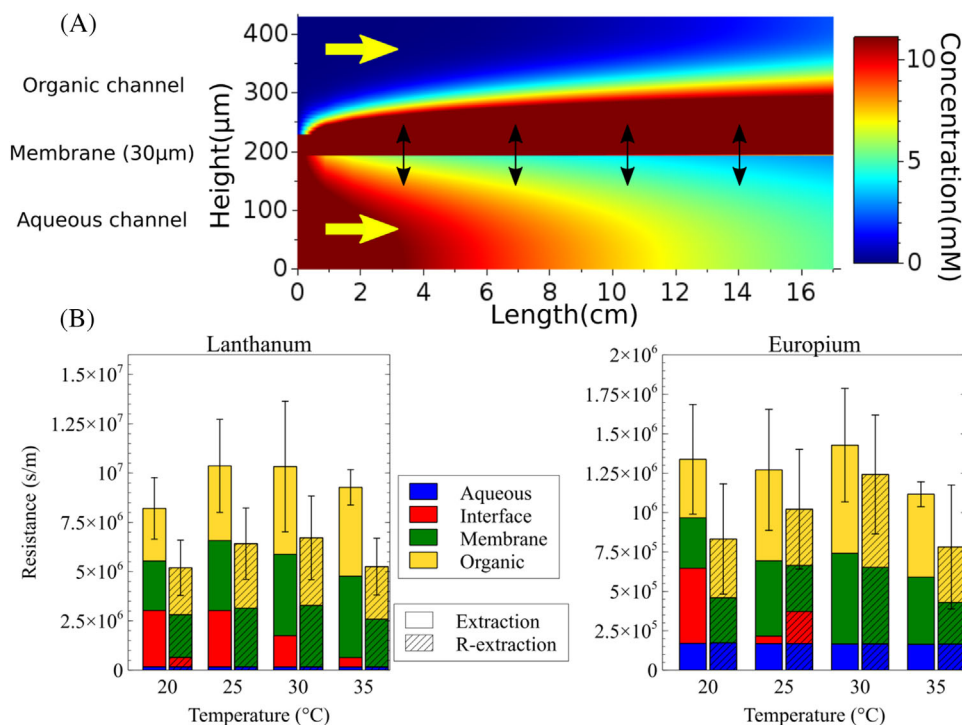 (A)
Organic channel
Membrane (30μm)
Aqueous channel
Height(μm)
400
300
200
100
0
0 2 4 6 8 10 12 14 16
Length(cm)
10
5
0
Concentration(mM)
(B)
Lanthanum
Resistance (s/m)
1.5×10⁷
1.25×10⁷
1×10⁷
7.5×10⁶
5×10⁶
2.5×10⁶
0
20 25 30 35
Temperature (°C)
Aqueous
Interface
Membrane
Organic
Extraction
R-extraction
Europium
2×10⁶
1.75×10⁶
1.5×10⁶
1.25×10⁶
1×10⁶
7.5×10⁵
5×10⁵
2.5×10⁵
0
20 25 30 35
Temperature (°C)